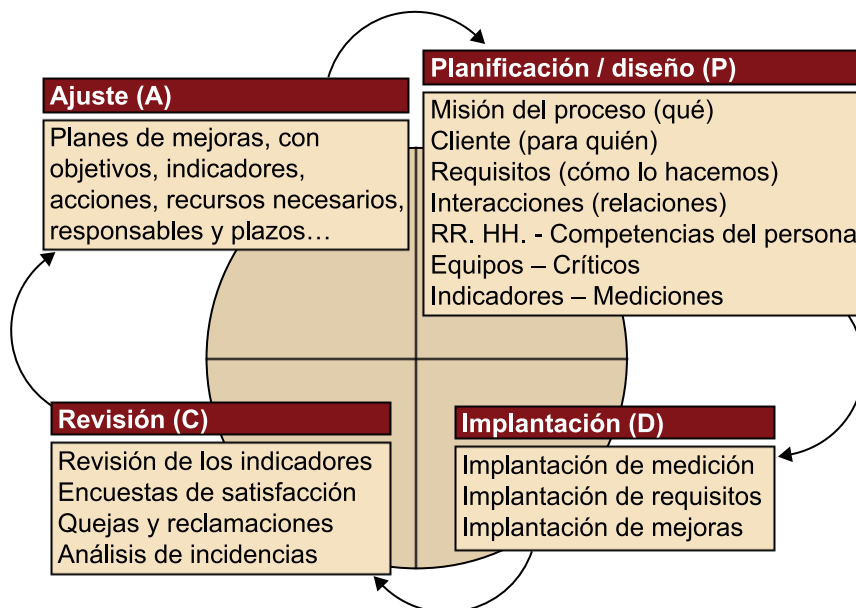 Ajuste (A)
Planes de mejoras, con
objetivos, indicadores,
acciones, recursos necesarios,
responsables y plazos…
Planificación / diseño (P)
Misión del proceso (qué)
Cliente (para quién)
Requisitos (cómo lo hacemos)
Interacciones (relaciones)
RR. HH. - Competencias del persona
Equipos – Críticos
Indicadores – Mediciones
Revisión (C)
Revisión de los indicadores
Encuestas de satisfacción
Quejas y reclamaciones
Análisis de incidencias
Implantación (D)
Implantación de medición
Implantación de requisitos
Implantación de mejoras